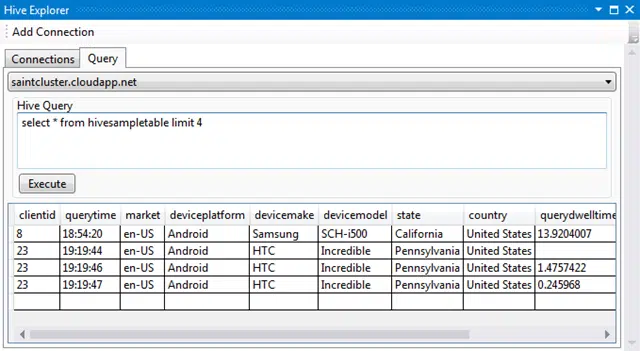 Hive Explorer
Add Connection
Connections Query
saintcluster.cloudapp.net
Hive Query
select * from hivesampletable limit 4
Execute
clientid querytime market deviceplatform devicemake devicemodel state country querydwelltime
8 18:54:20 en-US Android Samsung SCH-i500 California United States 13.9204007
23 19:19:44 en-US Android HTC Incredible Pennsylvania United States
23 19:19:46 en-US Android HTC Incredible Pennsylvania United States 1.4757422
23 19:19:47 en-US Android HTC Incredible Pennsylvania United States 0.245968